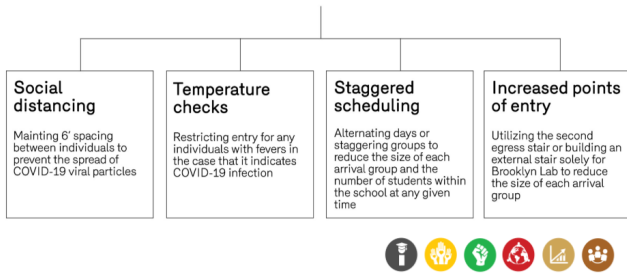 Social
distancing
Mainting 6' spacing
between individuals to
prevent the spread of
COVID-19 viral particles
Temperature
checks
Restricting entry for any
individuals with fevers in
the case that it indicates
COVID-19 infection
Staggered
scheduling
Alternating days or
staggering groups to
reduce the size of each
arrival group and the
number of students within
the school at any given
time
Increased points
of entry
Utilizing the second
egress stair or building an
external stair solely for
Brooklyn Lab to reduce
the size of each arrival
group